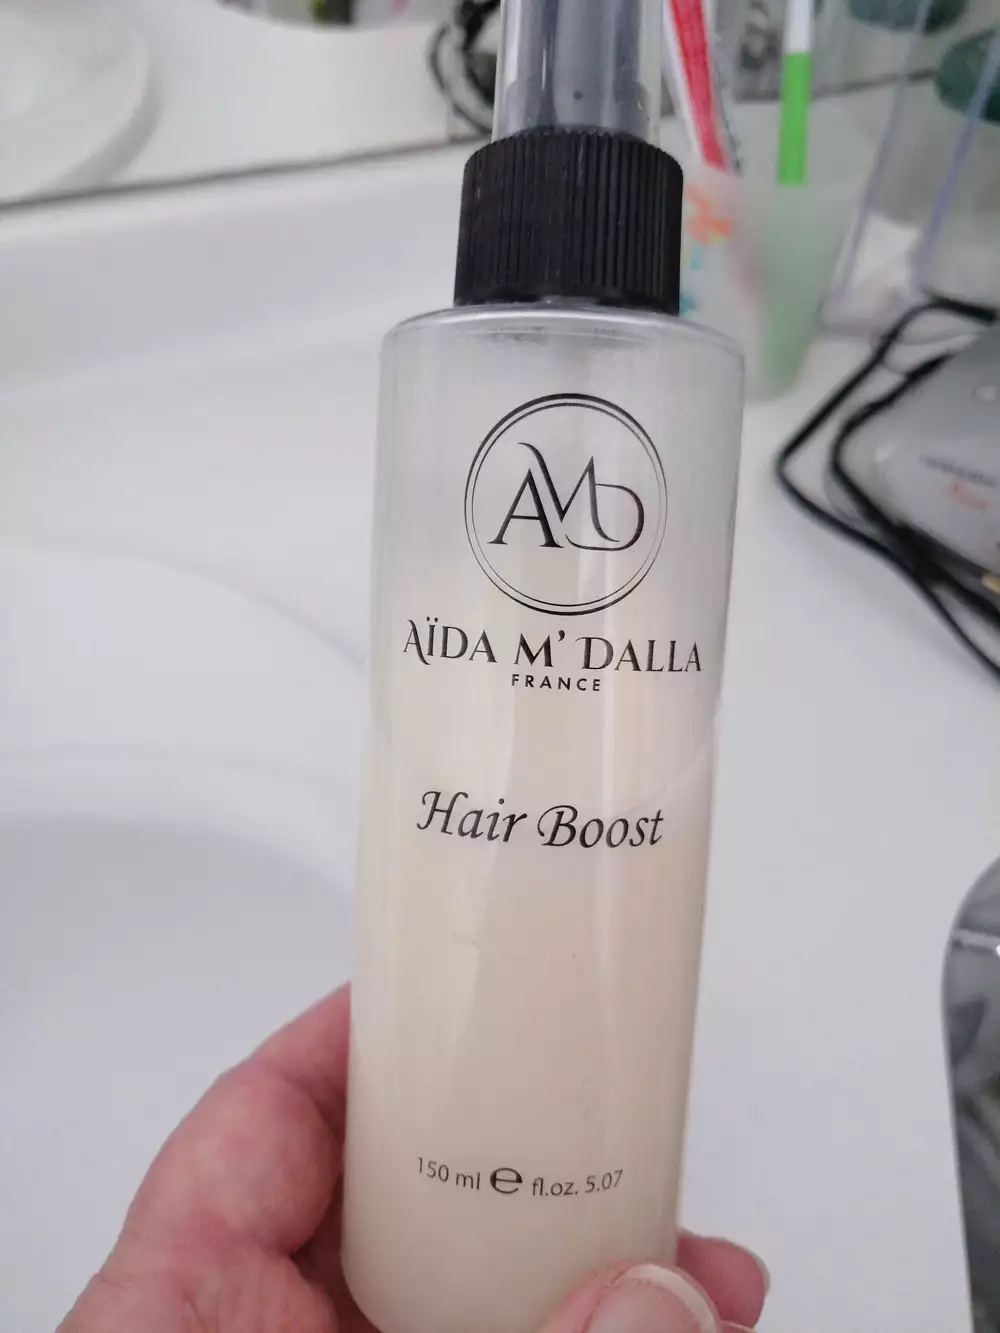 AMD
AÏDA M' DALLA
FRANCE
Hair Boost
150 ml e fl.oz. 5.07